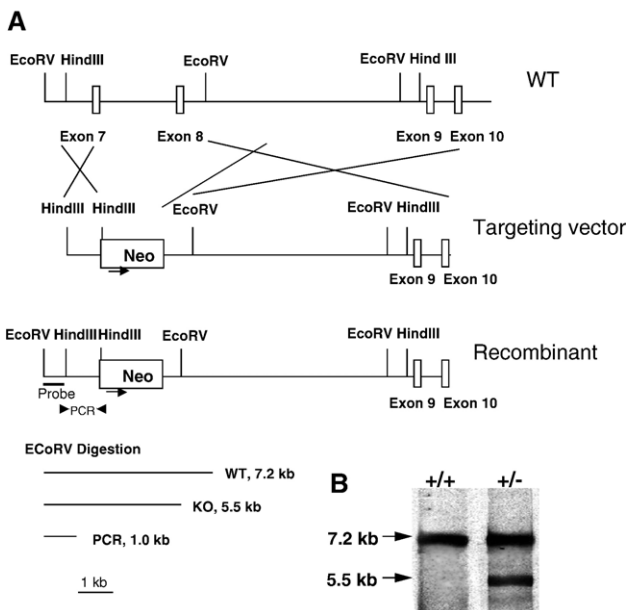 A
EcoRV HindIII EcoRV EcoRV Hind III
WT
Exon 7 Exon 8 Exon 9 Exon 10
HindIII HindIII EcoRV EcoRV HindIII
Targeting vector
Neo
Exon 9 Exon 10
EcoRV HindIIIHindIII EcoRV EcoRV HindIII
Recombinant
Neo
Probe
PCR
Exon 9 Exon 10
ECoRV Digestion
WT, 7.2 kb
KO, 5.5 kb
PCR, 1.0 kb
1 kb
B
+/+ +/-
7.2 kb
5.5 kb